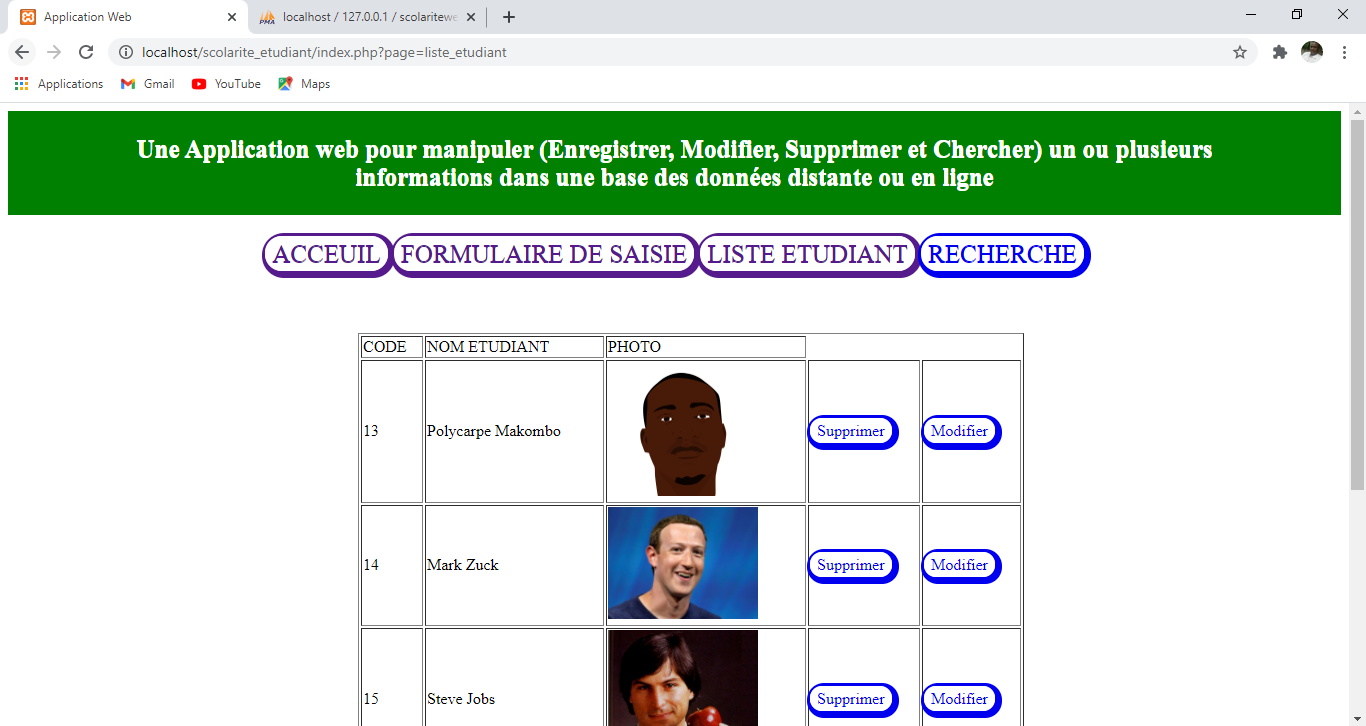 Application Web
localhost / 127.0.0.1 / scolaritewe
localhost/scolarite_etudiant/index.php?page=liste_etudiant
Applications Gmail YouTube Maps
Une Application web pour manipuler (Enregistrer, Modifier, Supprimer et Chercher) un ou plusieurs
informations dans une base des données distante ou en ligne
ACCEUIL FORMULAIRE DE SAISIE LISTE ETUDIANT RECHERCHE
CODE NOM ETUDIANT PHOTO
13 Polycarpe Makombo Supprimer Modifier
14 Mark Zuck Supprimer Modifier
15 Steve Jobs Supprimer Modifier